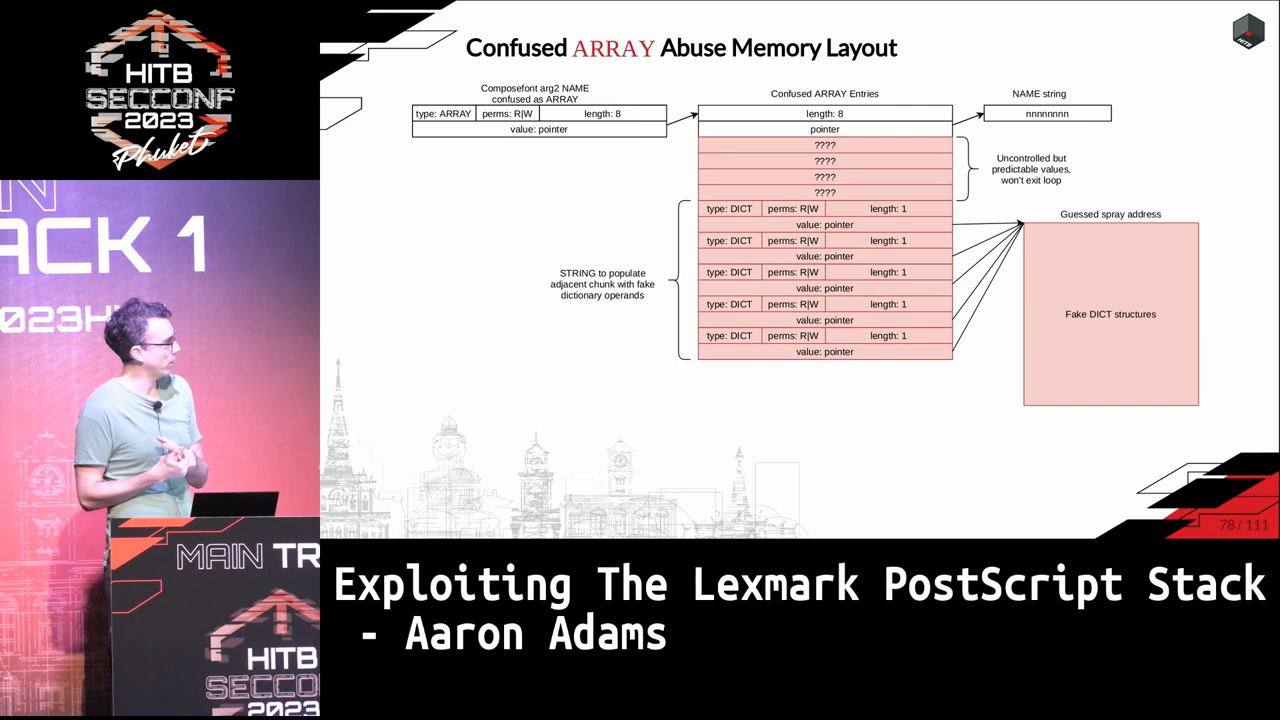 HITB
SECCONF
2023
Phuket
ACK 1
MAIN TR
HITB
SECCO
2023
Confused ARRAY Abuse Memory Layout
HITB
Composefont arg2 NAME
confused as ARRAY
type: ARRAY perms: R|W length: 8
value: pointer
Confused ARRAY Entries
length: 8
pointer
????
????
????
????
type: DICT perms: R|W length: 1
value: pointer
type: DICT perms: R|W length: 1
value: pointer
type: DICT perms: R|W length: 1
value: pointer
type: DICT perms: R|W length: 1
value: pointer
type: DICT perms: R|W length: 1
value: pointer
NAME string
nnnnnnnn
Uncontrolled but
predictable values,
won't exit loop
STRING to populate
adjacent chunk with fake
dictionary operands
Guessed spray address
Fake DICT structures
78 / 111
Exploiting The Lexmark PostScript Stack
- Aaron Adams